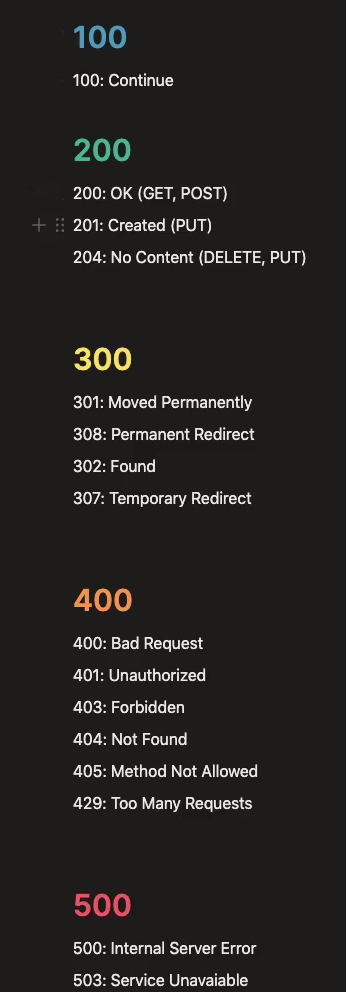 100
100: Continue
200
200: OK (GET, POST)
201: Created (PUT)
204: No Content (DELETE, PUT)
300
301: Moved Permanently
308: Permanent Redirect
302: Found
307: Temporary Redirect
400
400: Bad Request
401: Unauthorized
403: Forbidden
404: Not Found
405: Method Not Allowed
429: Too Many Requests
500
500: Internal Server Error
503: Service Unavaiable